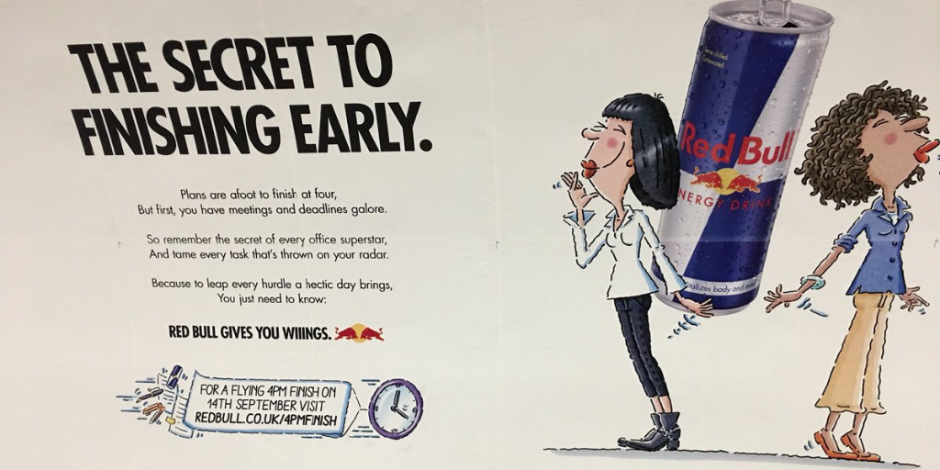 THE SECRET TO
FINISHING EARLY.
Plans are afoot to finish at four,
But first, you have meetings and deadlines galore.
So remember the secret of every office superstar,
And tame every task that's thrown on your radar.
Because to leap every hurdle a hectic day brings,
You just need to know:
RED BULL GIVES YOU WIIINGS.
FOR A FLYING 4PM FINISH ON
14TH SEPTEMBER VISIT
REDBULL.CO.UK/4PMFINISH
Red Bull
ENERGY DRINK
body and